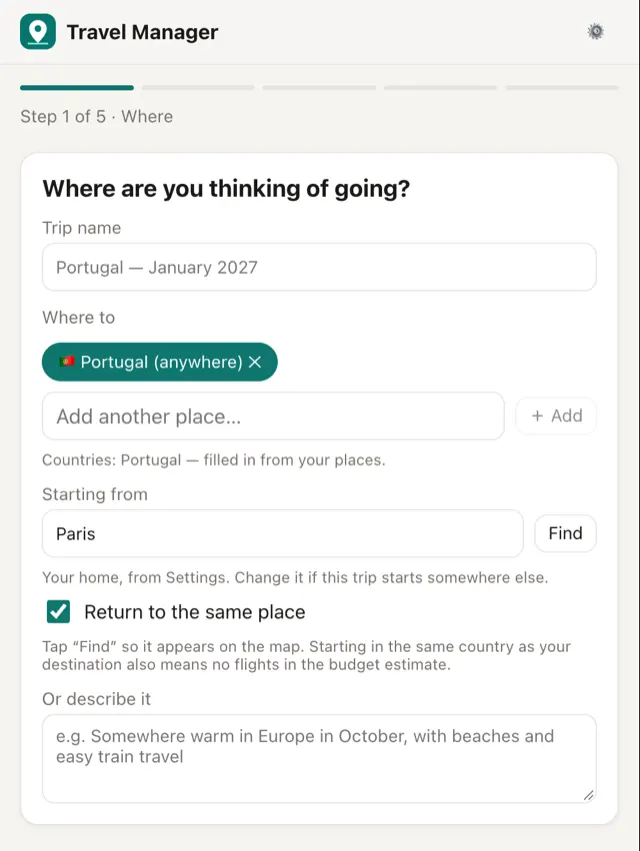 Travel Manager
Step 1 of 5 · Where
Where are you thinking of going?
Trip name
Portugal — January 2027
Where to
🇵🇹 Portugal (anywhere) ✕
Add another place...
+ Add
Countries: Portugal — filled in from your places.
Starting from
Paris
Find
Your home, from Settings. Change it if this trip starts somewhere else.
Return to the same place
Tap “Find” so it appears on the map. Starting in the same country as your
destination also means no flights in the budget estimate.
Or describe it
e.g. Somewhere warm in Europe in October, with beaches and
easy train travel